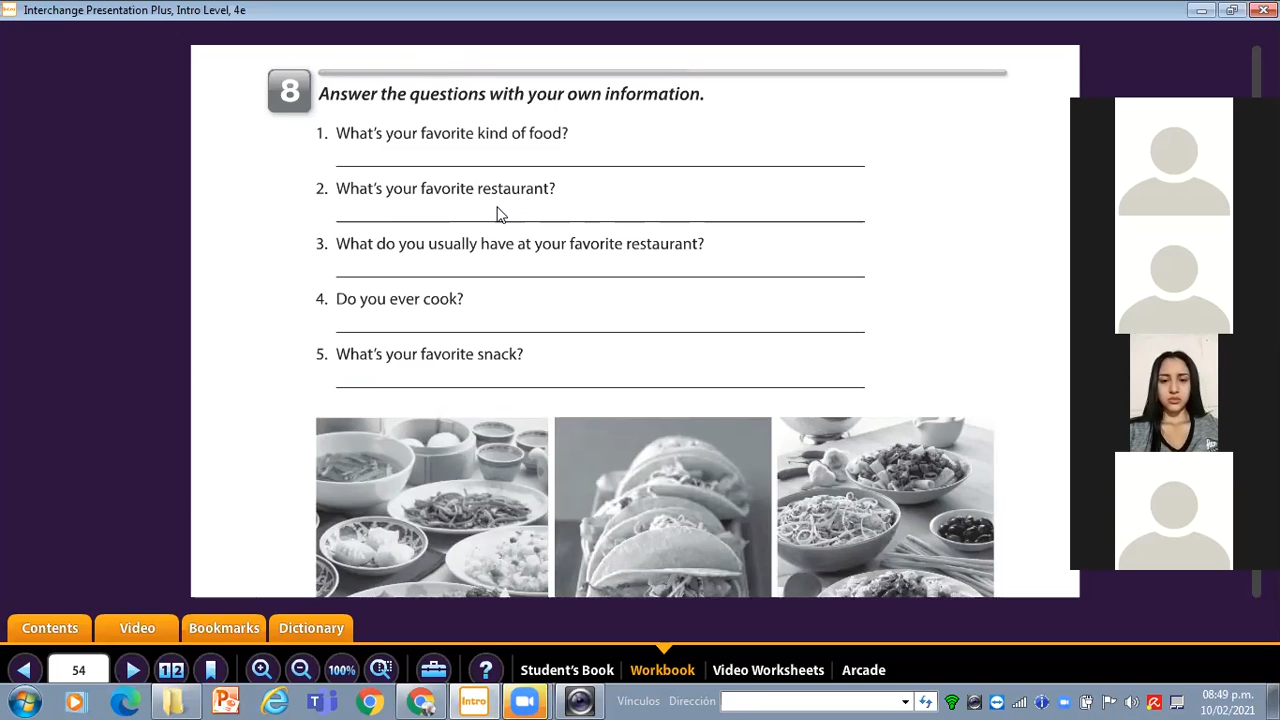 Interchange Presentation Plus, Intro Level, 4e
8 Answer the questions with your own information.
1. What's your favorite kind of food?
2. What's your favorite restaurant?
3. What do you usually have at your favorite restaurant?
4. Do you ever cook?
5. What's your favorite snack?
Contents Video Bookmarks Dictionary
54 12 100% ? Student's Book Workbook Video Worksheets Arcade
Intro Vínculos Dirección 08:49 p.m.
10/02/2021